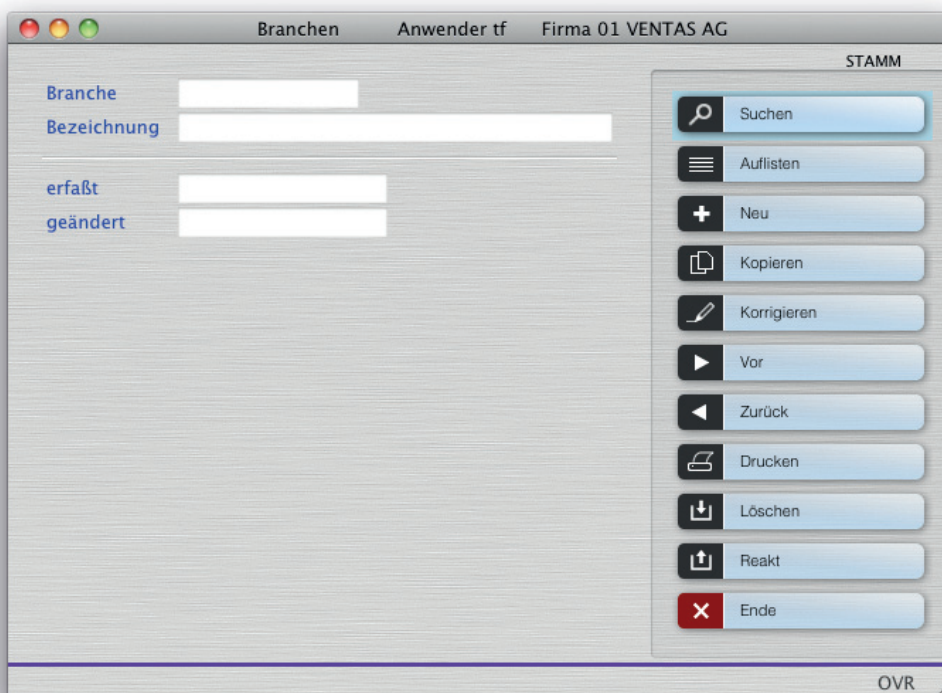 Branchen Anwender tf Firma 01 VENTAS AG
STAMM
Branche
Bezeichnung
erfaßt
geändert
Suchen
Auflisten
Neu
Kopieren
Korrigieren
Vor
Zurück
Drucken
Löschen
Reakt
Ende
OVR